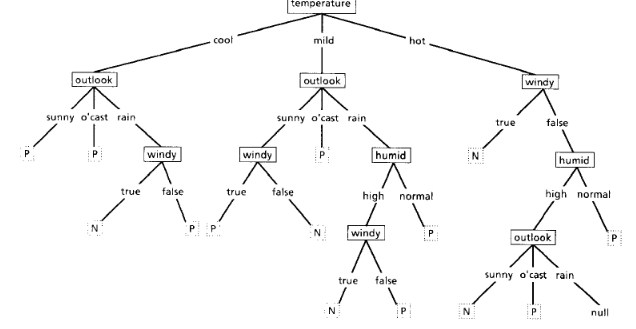 temperature
cool mild hot
outlook outlook windy
sunny o'cast rain sunny o'cast rain true false
P P windy windy P humid N humid
true false true false high normal high normal
N P P N windy P outlook P
true false sunny o'cast rain
N P N P null